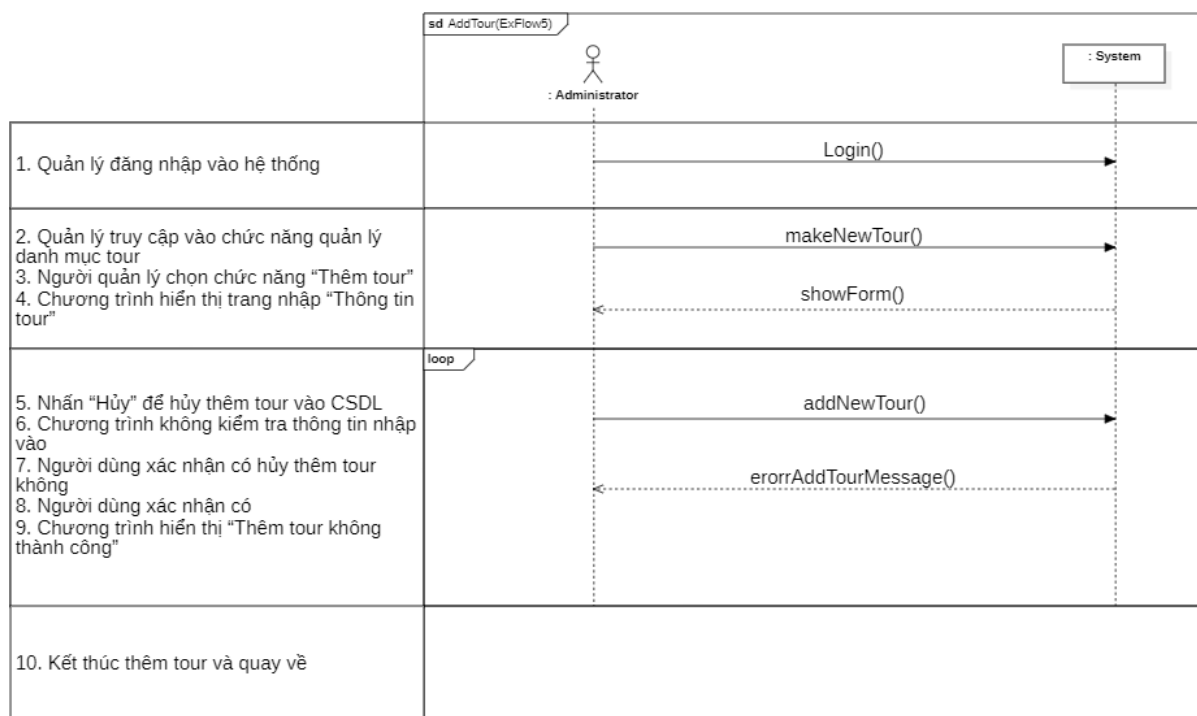 sd AddTour(ExFlow5)
: Administrator
: System
1. Quản lý đăng nhập vào hệ thống
Login()
2. Quản lý truy cập vào chức năng quản lý
danh mục tour
3. Người quản lý chọn chức năng “Thêm tour”
4. Chương trình hiển thị trang nhập “Thông tin
tour”
makeNewTour()
showForm()
loop
5. Nhấn “Hủy” để hủy thêm tour vào CSDL
6. Chương trình không kiểm tra thông tin nhập
vào
7. Người dùng xác nhận có hủy thêm tour
không
8. Người dùng xác nhận có
9. Chương trình hiển thị “Thêm tour không
thành công”
addNewTour()
erorrAddTourMessage()
10. Kết thúc thêm tour và quay về